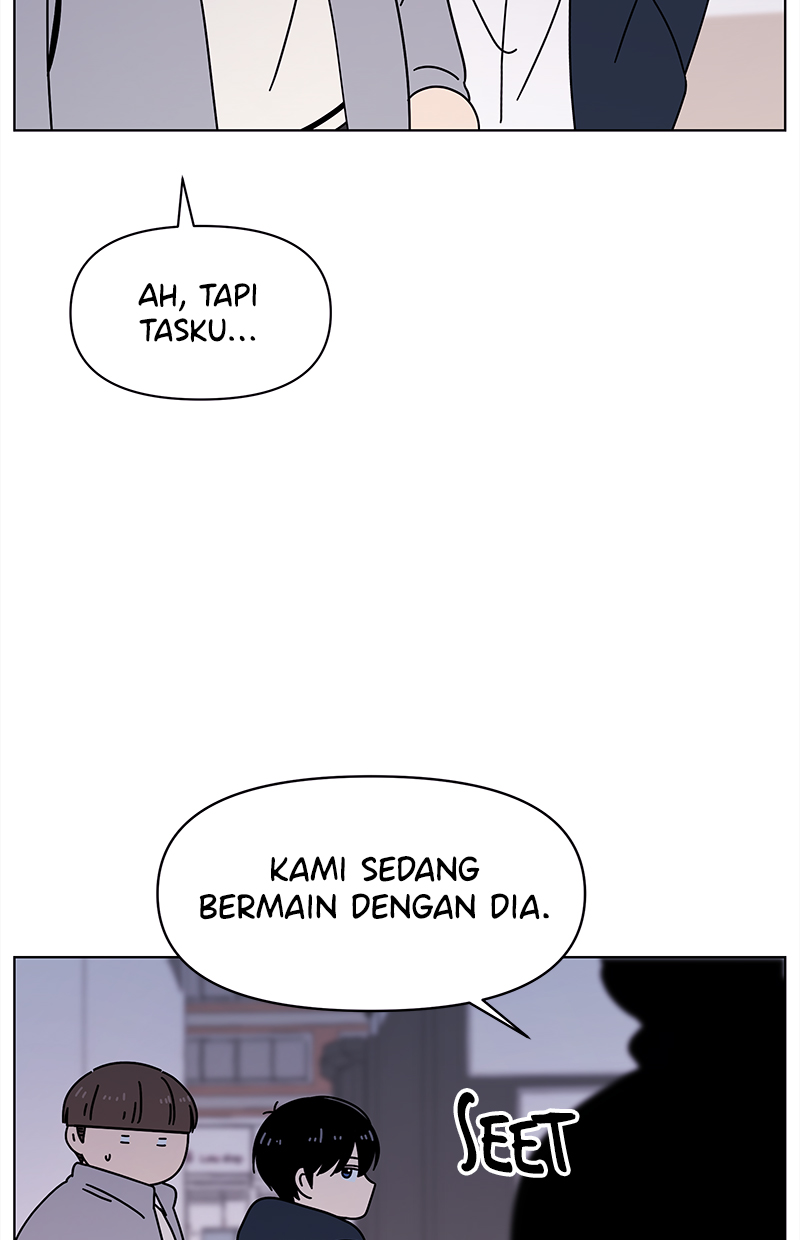 AH, TAPI
TASKU...
KAMI SEDANG
BERMAIN DENGAN DIA.
SEET